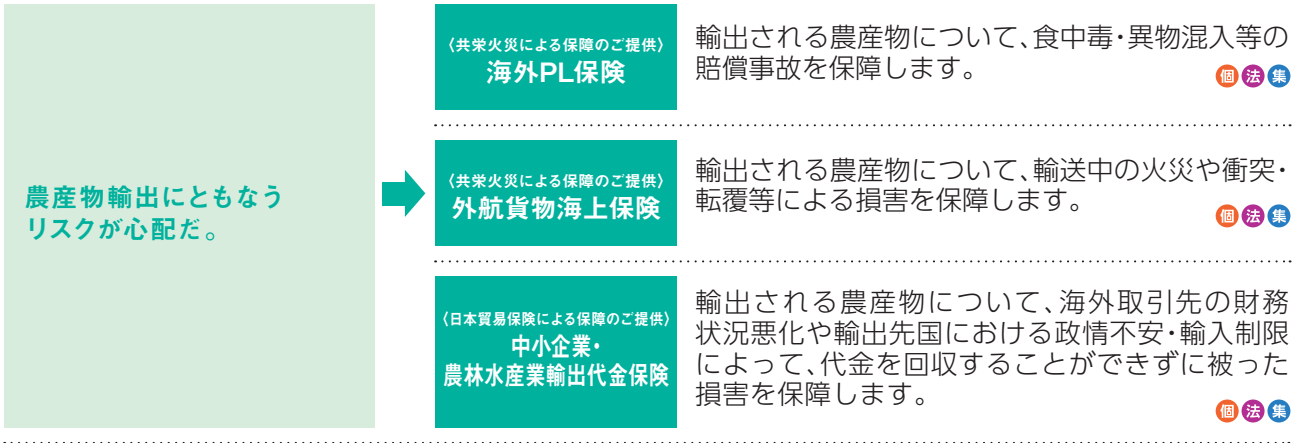 農産物輸出にともなう
リスクが心配だ。
〈共栄火災による保障のご提供〉
海外PL保険
輸出される農産物について、食中毒・異物混入等の
賠償事故を保障します。
個 法 集
〈共栄火災による保障のご提供〉
外航貨物海上保険
輸出される農産物について、輸送中の火災や衝突・
転覆等による損害を保障します。
個 法 集
〈日本貿易保険による保障のご提供〉
中小企業・
農林水産業輸出代金保険
輸出される農産物について、海外取引先の財務
状況悪化や輸出先国における政情不安・輸入制限
によって、代金を回収することができずに被った
損害を保障します。
個 法 集